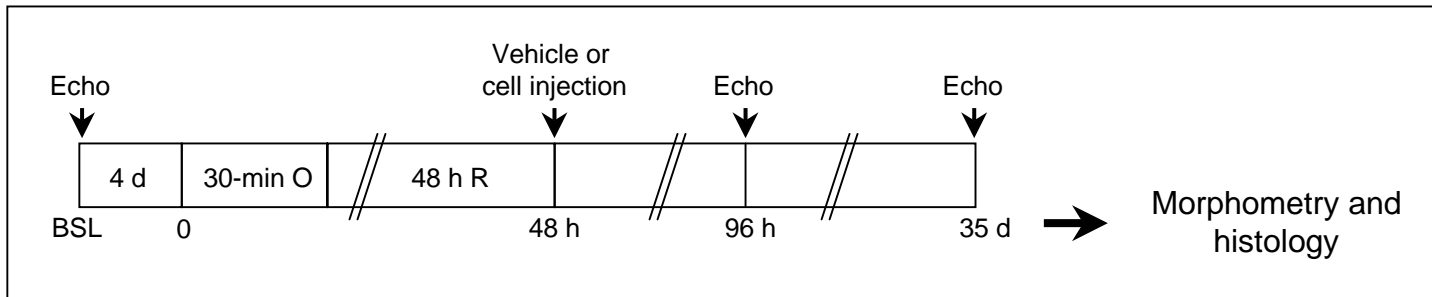 Vehicle or
Echo cell injection Echo Echo
4 d 30-min O 48 h R
BSL 0 48 h 96 h 35 d
Morphometry and
histology